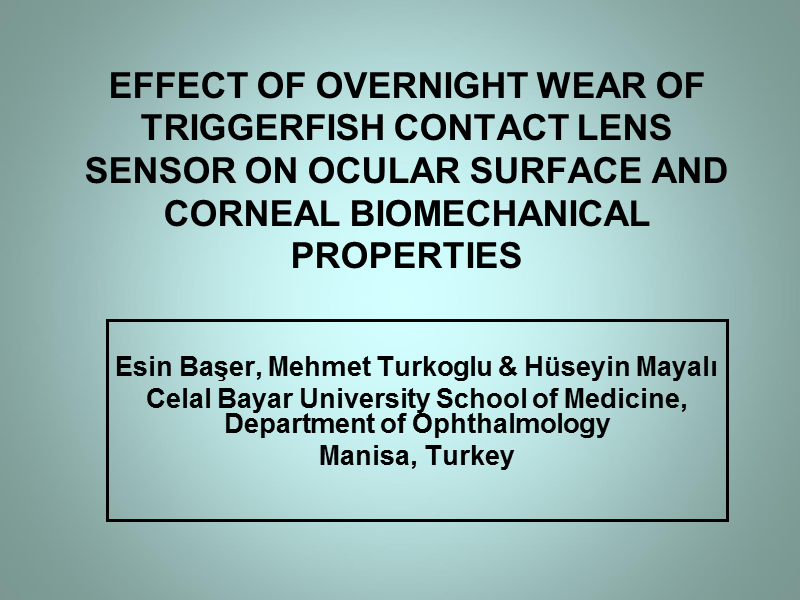 EFFECT OF OVERNIGHT WEAR OF
TRIGGERFISH CONTACT LENS
SENSOR ON OCULAR SURFACE AND
CORNEAL BIOMECHANICAL
PROPERTIES
Esin Başer, Mehmet Turkoglu & Hüseyin Mayalı
Celal Bayar University School of Medicine,
Department of Ophthalmology
Manisa, Turkey